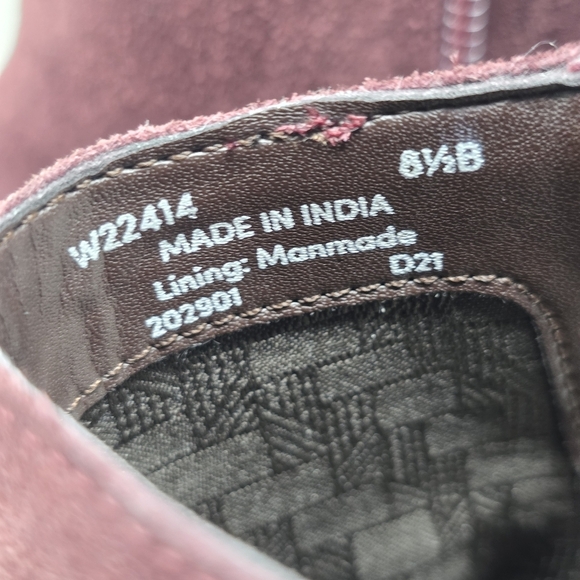 W22414 8½B
MADE IN INDIA
Lining: Manmade
202901 D21